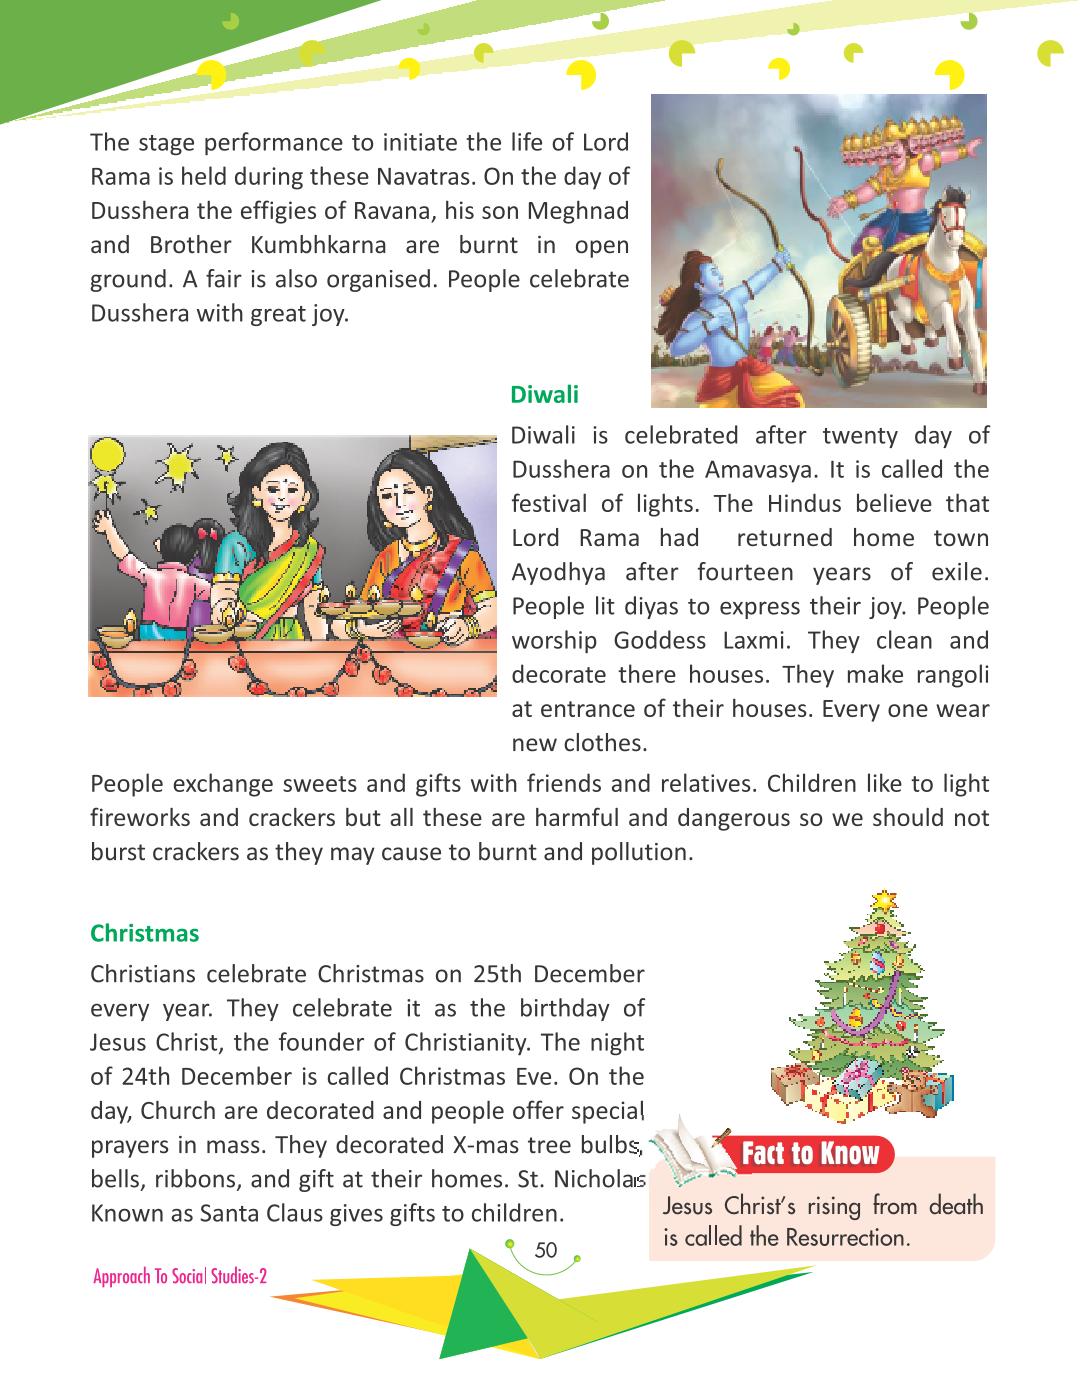 The stage performance to initiate the life of Lord
Rama is held during these Navatras. On the day of
Dusshera the effigies of Ravana, his son Meghnad
and Brother Kumbhkarna are burnt in open
ground. A fair is also organised. People celebrate
Dusshera with great joy.
Diwali
Diwali is celebrated after twenty day of
Dusshera on the Amavasya. It is called the
festival of lights. The Hindus believe that
Lord Rama had returned home town
Ayodhya after fourteen years of exile.
People lit diyas to express their joy. People
worship Goddess Laxmi. They clean and
decorate there houses. They make rangoli
at entrance of their houses. Every one wear
new clothes.
People exchange sweets and gifts with friends and relatives. Children like to light
fireworks and crackers but all these are harmful and dangerous so we should not
burst crackers as they may cause to burnt and pollution.
Christmas
Christians celebrate Christmas on 25th December
every year. They celebrate it as the birthday of
Jesus Christ, the founder of Christianity. The night
of 24th December is called Christmas Eve. On the
day, Church are decorated and people offer special
prayers in mass. They decorated X-mas tree bulbs,
bells, ribbons, and gift at their homes. St. Nicholas
Known as Santa Claus gives gifts to children.
Fact to Know
Jesus Christ's rising from death
is called the Resurrection.
50
Approach To Social Studies-2